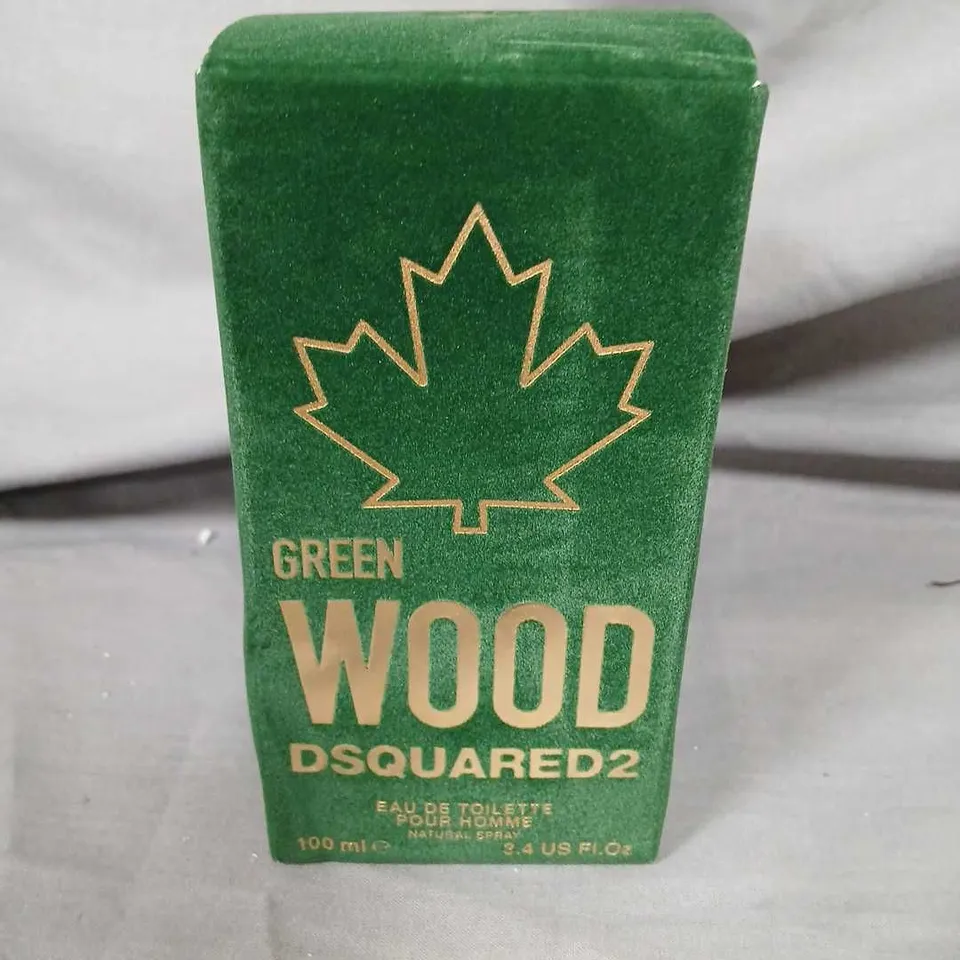 GREEN
WOOD
DSQUARED2
EAU DE TOILETTE
POUR HOMME
NATURAL SPRAY
100 ml ℮ 3.4 US Fl.Oz